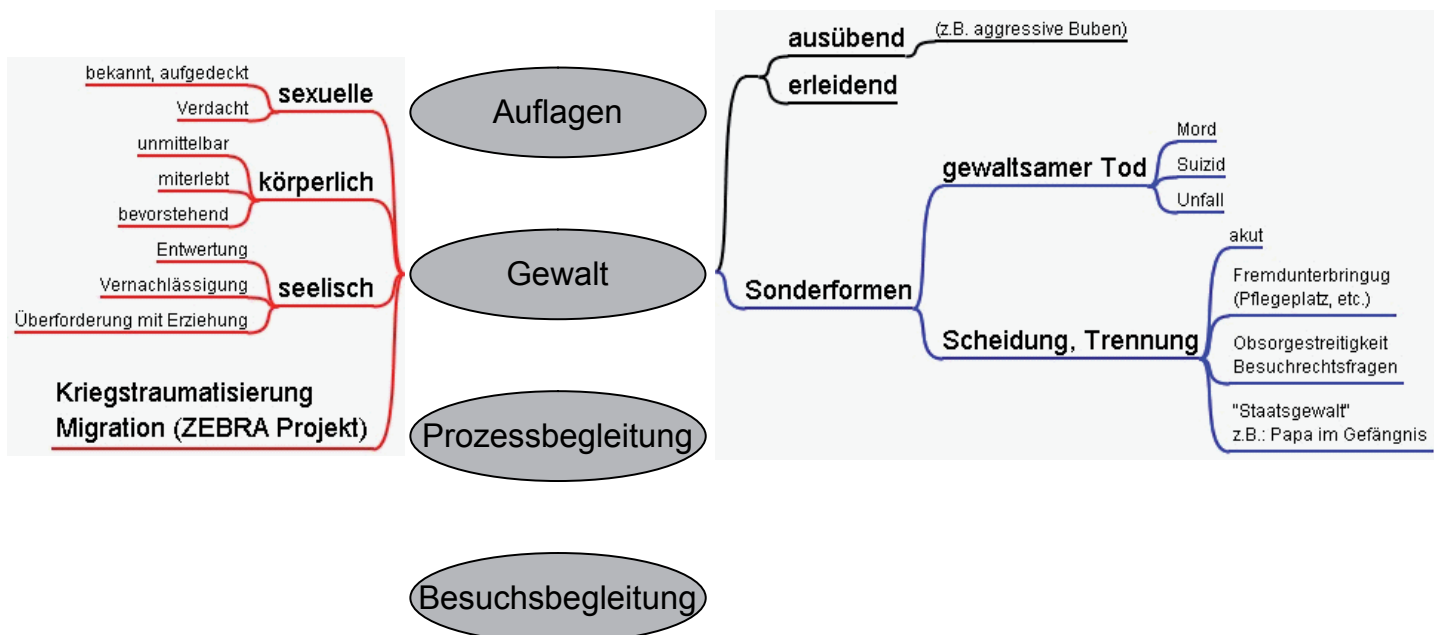 bekannt, aufgedeckt
Verdacht
sexuelle
unmittelbar
miterlebt
bevorstehend
körperlich
Entwertung
Vernachlässigung
Überforderung mit Erziehung
seelisch
Kriegstraumatisierung
Migration (ZEBRA Projekt)
Auflagen
Gewalt
Prozessbegleitung
Besuchsbegleitung
ausübend
(z.B. aggressive Buben)
erleidend
Sonderformen
gewaltsamer Tod
Mord
Suizid
Unfall
Scheidung, Trennung
akut
Fremdunterbringug
(Pflegeplatz, etc.)
Obsorgestreitigkeit
Besuchrechtsfragen
"Staatsgewalt"
z.B.: Papa im Gefängnis